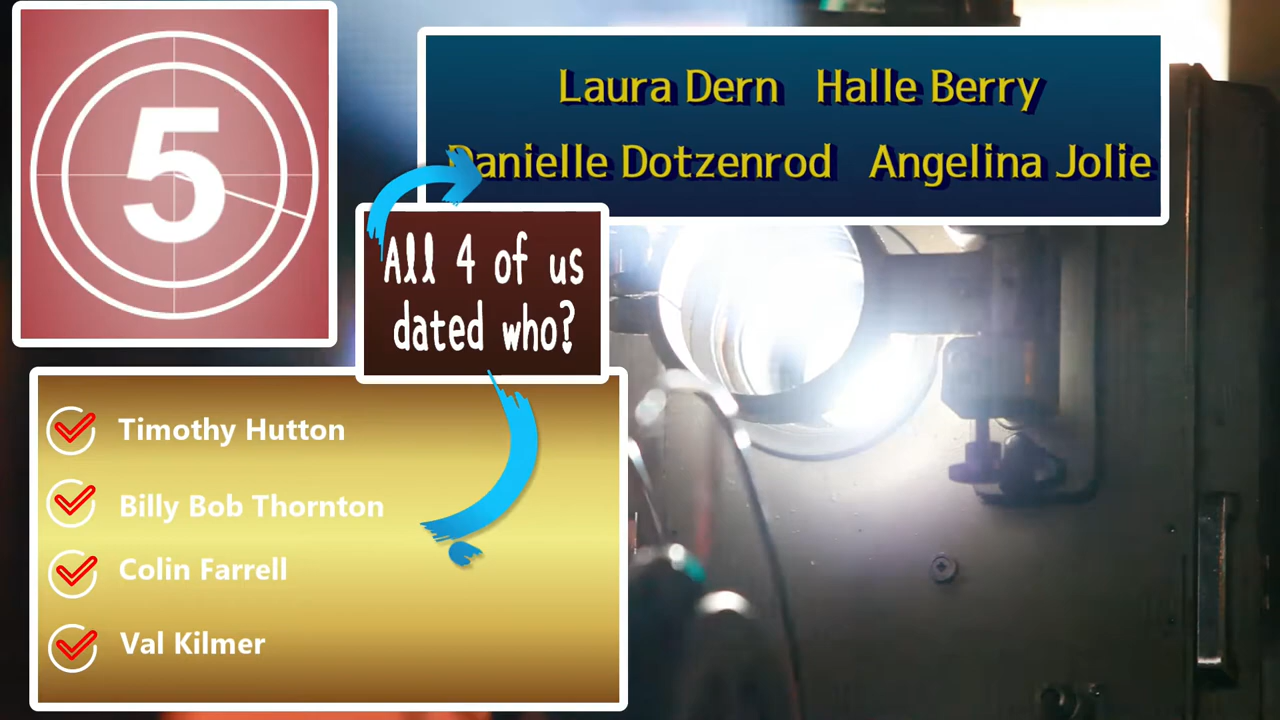 5
Laura Dern Halle Berry
Danielle Dotzenrod Angelina Jolie
All 4 of us
dated who?
Timothy Hutton
Billy Bob Thornton
Colin Farrell
Val Kilmer